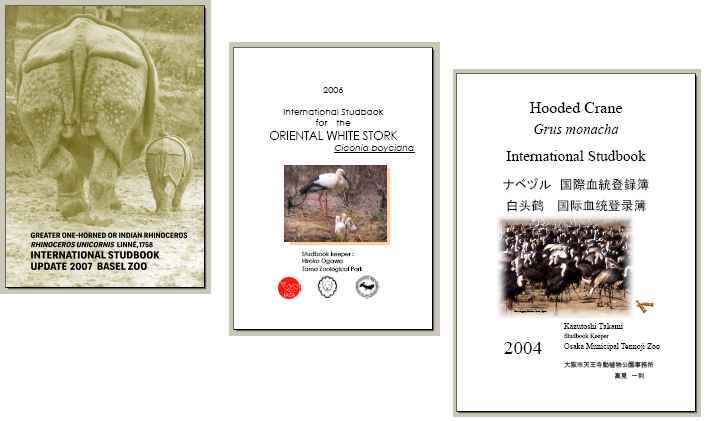 GREATER ONE-HORNED OR INDIAN RHINOCEROS
RHINOCEROS UNICORNIS LINNÉ, 1758
INTERNATIONAL STUDBOOK
UPDATE 2007 BASEL ZOO
2006
International Studbook
for the
ORIENTAL WHITE STORK
Ciconia boyciana
Studbook keeper :
Hiroko Ogawa
Tama Zoological Park
Hooded Crane
Grus monacha
International Studbook
ナベヅル 国際血統登録簿
白头鹤 国际血统登录簿
Kazutoshi Takami
Studbook Keeper
2004
Osaka Municipal Tennoji Zoo
大阪市天王寺動植物公園事務所
高見 一利